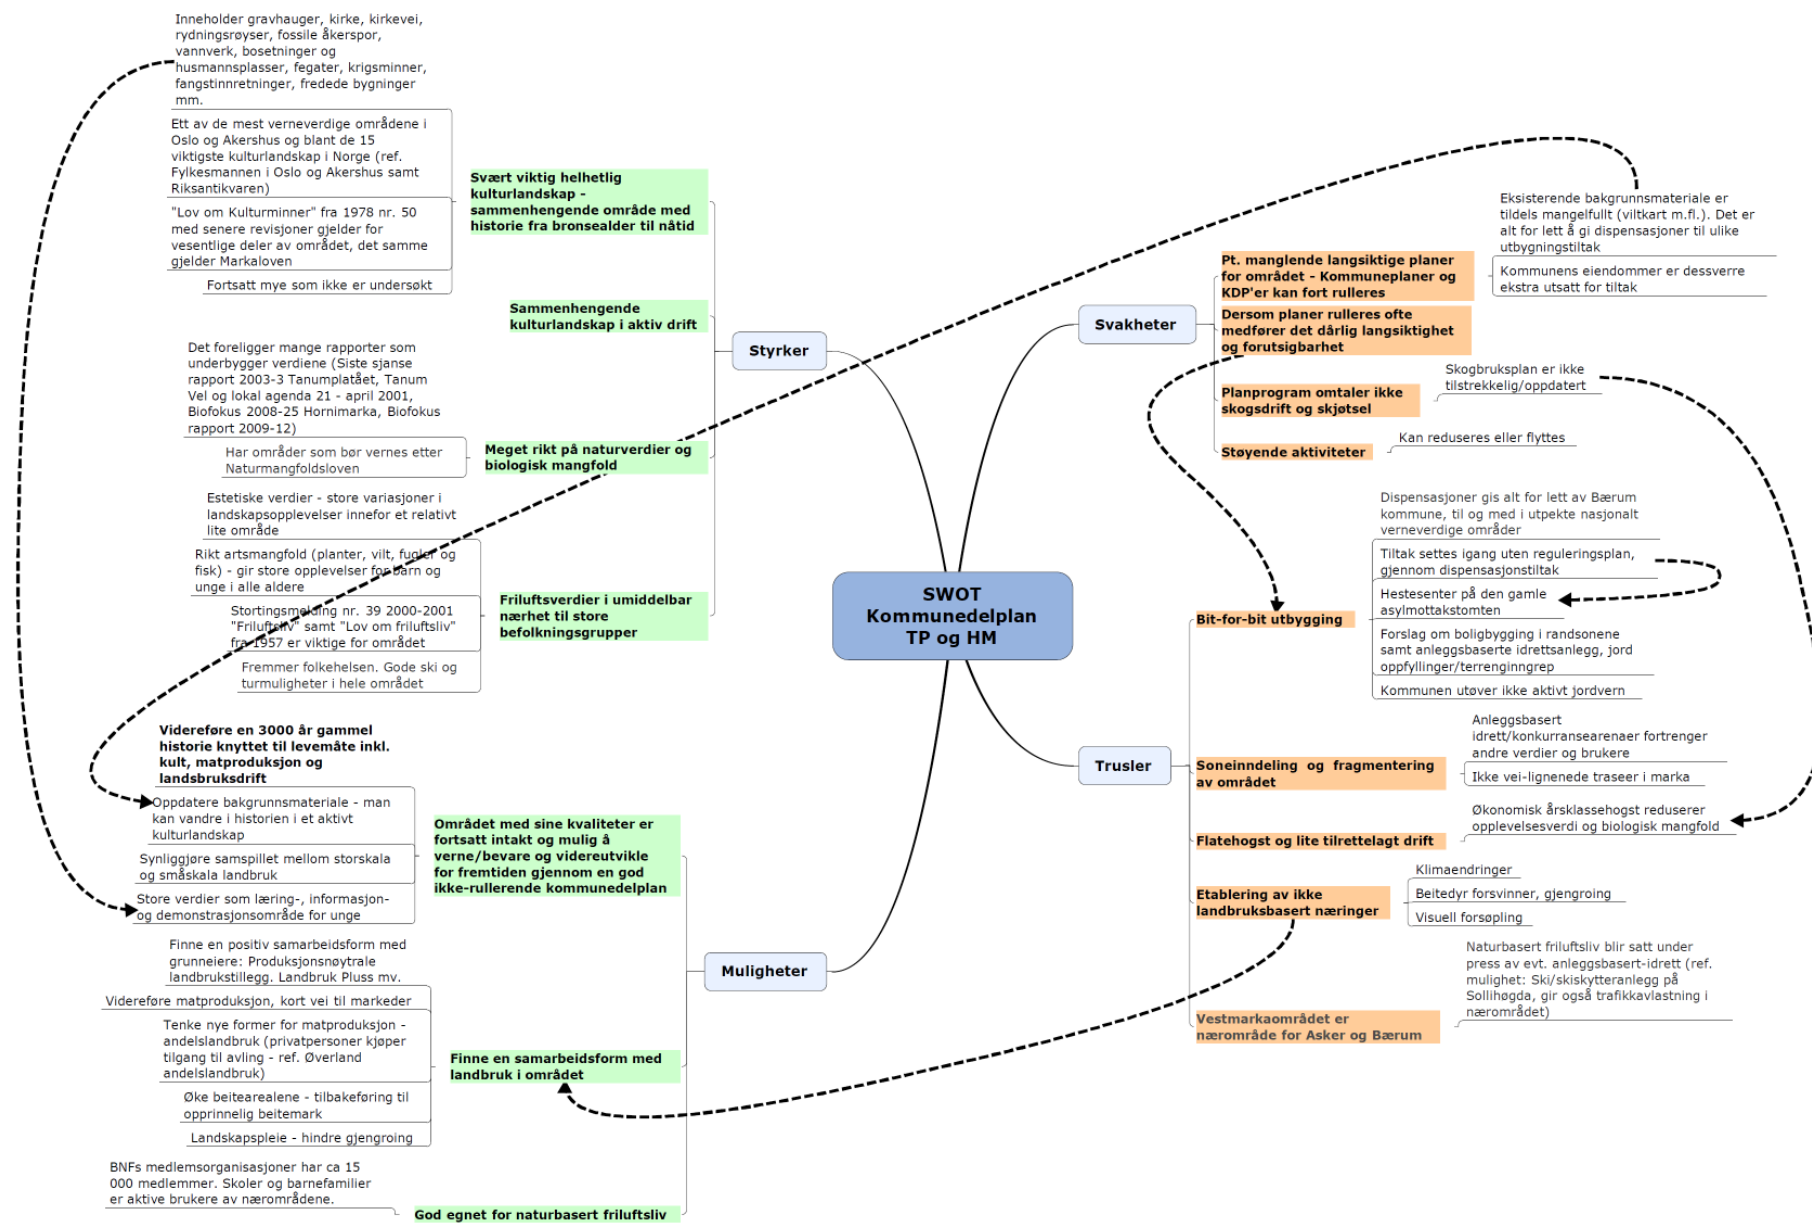 Inneholder gravhauger, kirke, kirkevei,
rydningsrøyser, fossile åkerspor,
vannverk, bosetninger og
husmannsplasser, fegater, krigsminner,
fangstinnretninger, fredede bygninger
mm.
Ett av de mest verneverdige områdene i
Oslo og Akershus og blant de 15
viktigste kulturlandskap i Norge (ref.
Fylkesmannen i Oslo og Akershus samt
Riksantikvaren)
"Lov om Kulturminner" fra 1978 nr. 50
med senere revisjoner gjelder for
vesentlige deler av området, det samme
gjelder Markaloven
Fortsatt mye som ikke er undersøkt
Svært viktig helhetlig
kulturlandskap -
sammenhengende område med
historie fra bronsealder til nåtid
Sammenhengende
kulturlandskap i aktiv drift
Styrker
Det foreligger mange rapporter som
underbygger verdiene (Siste sjanse
rapport 2003-3 Tanumplatået, Tanum
Vel og lokal agenda 21 - april 2001,
Biofokus 2008-25 Hornimarka, Biofokus
rapport 2009-12)
Har områder som bør vernes etter
Naturmangfoldsloven
Meget rikt på naturverdier og
biologisk mangfold
Estetiske verdier - store variasjoner i
landskapsopplevelser innefor et relativt
lite område
Rikt artsmangfold (planter, vilt, fugler og
fisk) - gir store opplevelser for barn og
unge i alle aldere
Stortingsmelding nr. 39 2000-2001
"Friluftsliv" samt "Lov om friluftsliv"
fra 1957 er viktige for området
Fremmer folkehelsen. Gode ski og
turmuligheter i hele området
Friluftsverdier i umiddelbar
nærhet til store
befolkningsgrupper
SWOT
Kommunedelplan
TP og HM
Svakheter
Pt. manglende langsiktige planer
for området - Kommuneplaner og
KDP'er kan fort rulleres
Eksisterende bakgrunnsmateriale er
tildels mangelfullt (viltkart m.fl.). Det er
alt for lett å gi dispensasjoner til ulike
utbygningstiltak
Kommunens eiendommer er dessverre
ekstra utsatt for tiltak
Dersom planer rulleres ofte
medfører det dårlig langsiktighet
og forutsigbarhet
Planprogram omtaler ikke
skogsdrift og skjøtsel
Skogbruksplan er ikke
tilstrekkelig/oppdatert
Støyende aktiviteter
Kan reduseres eller flyttes
Trusler
Bit-for-bit utbygging
Dispensasjoner gis alt for lett av Bærum
kommune, til og med i utpekte nasjonalt
verneverdige områder
Tiltak settes igang uten reguleringsplan,
gjennom dispensasjonstiltak
Hestesenter på den gamle
asylmottakstomten
Forslag om boligbygging i randsonene
samt anleggsbaserte idrettsanlegg, jord
oppfyllinger/terrenginngrep
Kommunen utøver ikke aktivt jordvern
Soneinndeling og fragmentering
av området
Anleggsbasert
idrett/konkurransearenaer fortrenger
andre verdier og brukere
Ikke vei-lignenede traseer i marka
Flatehogst og lite tilrettelagt drift
Økonomisk årsklassehogst reduserer
opplevelsesverdi og biologisk mangfold
Etablering av ikke
landbruksbasert næringer
Klimaendringer
Beitedyr forsvinner, gjengroing
Visuell forsøpling
Vestmarkaområdet er
nærområde for Asker og Bærum
Naturbasert friluftsliv blir satt under
press av evt. anleggsbasert-idrett (ref.
mulighet: Ski/skiskytteranlegg på
Sollihøgda, gir også trafikkavlastning i
nærområdet)
Muligheter
Videreføre en 3000 år gammel
historie knyttet til levemåte inkl.
kult, matproduksjon og
landsbruksdrift
Oppdatere bakgrunnsmateriale - man
kan vandre i historien i et aktivt
kulturlandskap
Synliggjøre samspillet mellom storskala
og småskala landbruk
Store verdier som læring-, informasjon-
og demonstrasjonsområde for unge
Området med sine kvaliteter er
fortsatt intakt og mulig å
verne/bevare og videreutvikle
for fremtiden gjennom en god
ikke-rullerende kommunedelplan
Finne en positiv samarbeidsform med
grunneiere: Produksjonsnøytrale
landbrukstillegg. Landbruk Pluss mv.
Videreføre matproduksjon, kort vei til markeder
Tenke nye former for matproduksjon -
andelslandbruk (privatpersoner kjøper
tilgang til avling - ref. Øverland
andelslandbruk)
Øke beitearealene - tilbakeføring til
opprinnelig beitemark
Landskapspleie - hindre gjengroing
Finne en samarbeidsform med
landbruk i området
BNFs medlemsorganisasjoner har ca 15
000 medlemmer. Skoler og barnefamilier
er aktive brukere av nærområdene.
God egnet for naturbasert friluftsliv